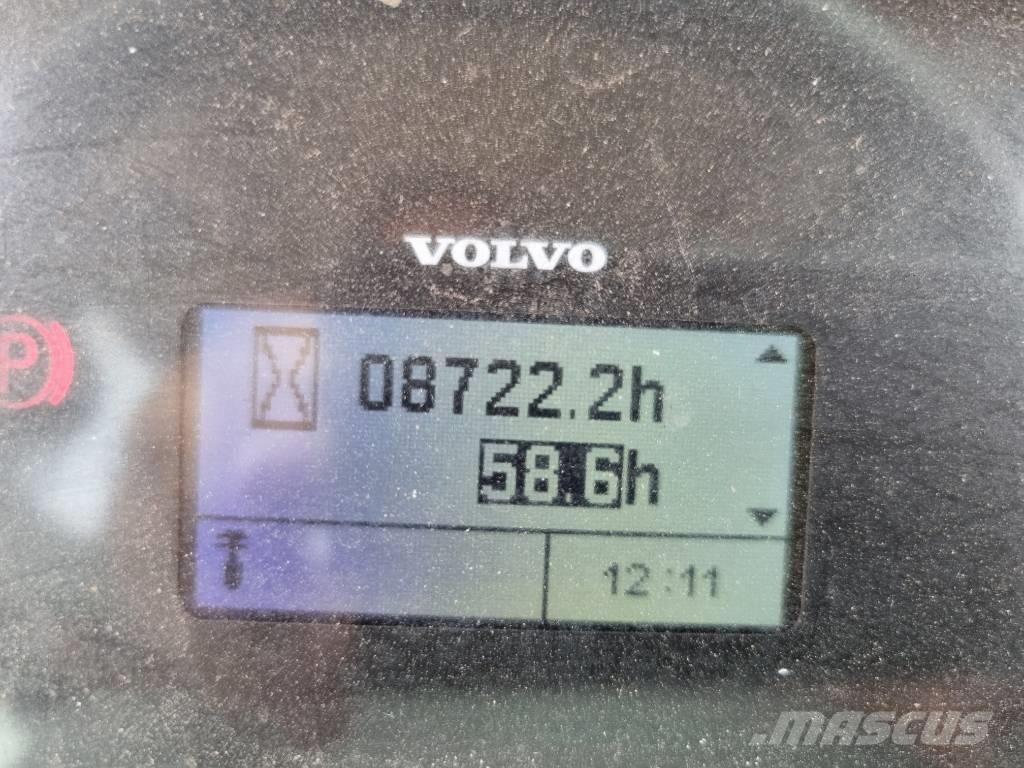 VOLVO
P
08722.2h
58.6h
12:11
MASCUS